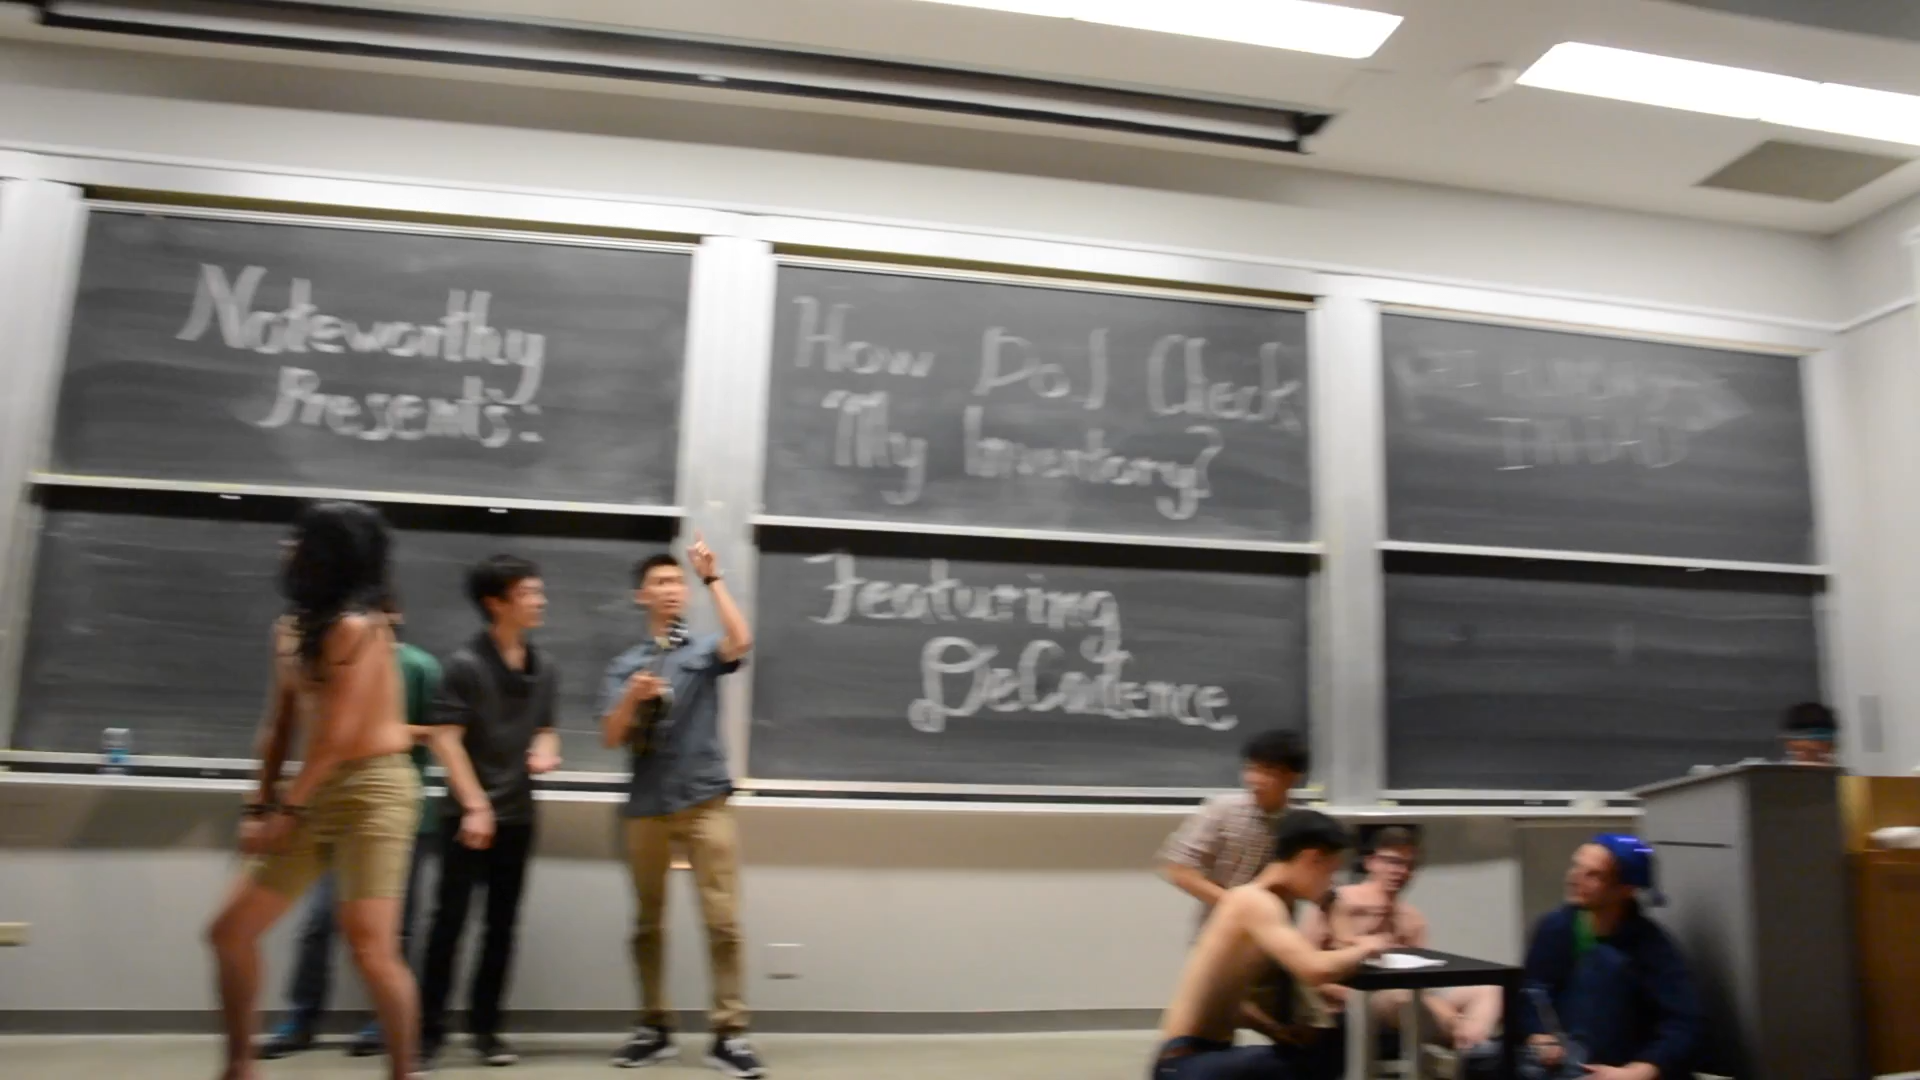 Noteworthy
Presents:
How Do I Check
"My Inventory?
Featuring
DeCadence